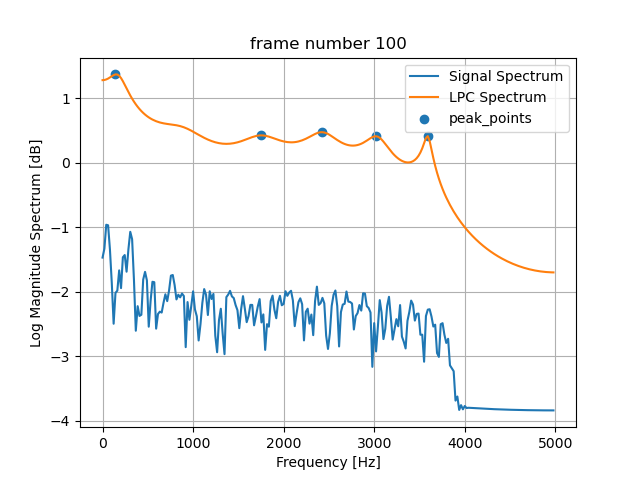 frame number 100
Signal Spectrum
LPC Spectrum
peak_points
Log Magnitude Spectrum [dB]
1
0
−1
−2
−3
−4
0 1000 2000 3000 4000 5000
Frequency [Hz]